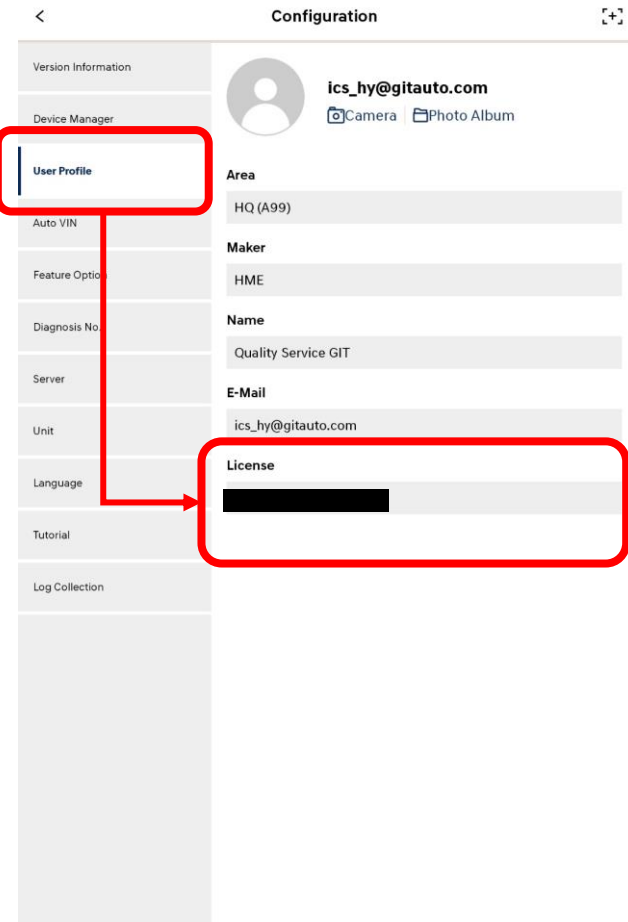 Configuration
Version Information
Device Manager
User Profile
Auto VIN
Feature Option
Diagnosis No.
Server
Unit
Language
Tutorial
Log Collection
ics_hy@gitauto.com
Camera
Photo Album
Area
HQ (A99)
Maker
HME
Name
Quality Service GIT
E-Mail
ics_hy@gitauto.com
License